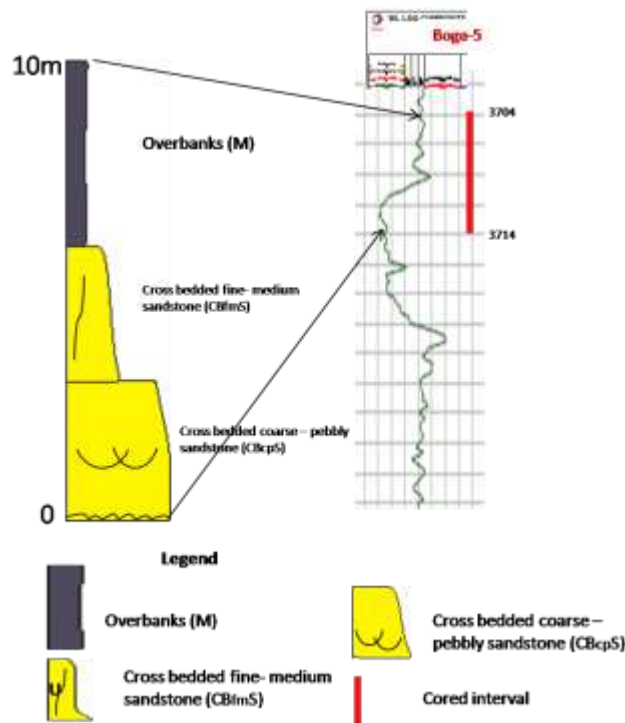 Boga-5
10m
3704
Overbanks (M)
3714
Cross bedded fine- medium
sandstone (CBfmS)
Cross bedded coarse – pebbly
sandstone (CBcpS)
0
Legend
Overbanks (M)
Cross bedded coarse –
pebbly sandstone (CBcpS)
Cross bedded fine- medium
sandstone (CBfmS)
Cored interval